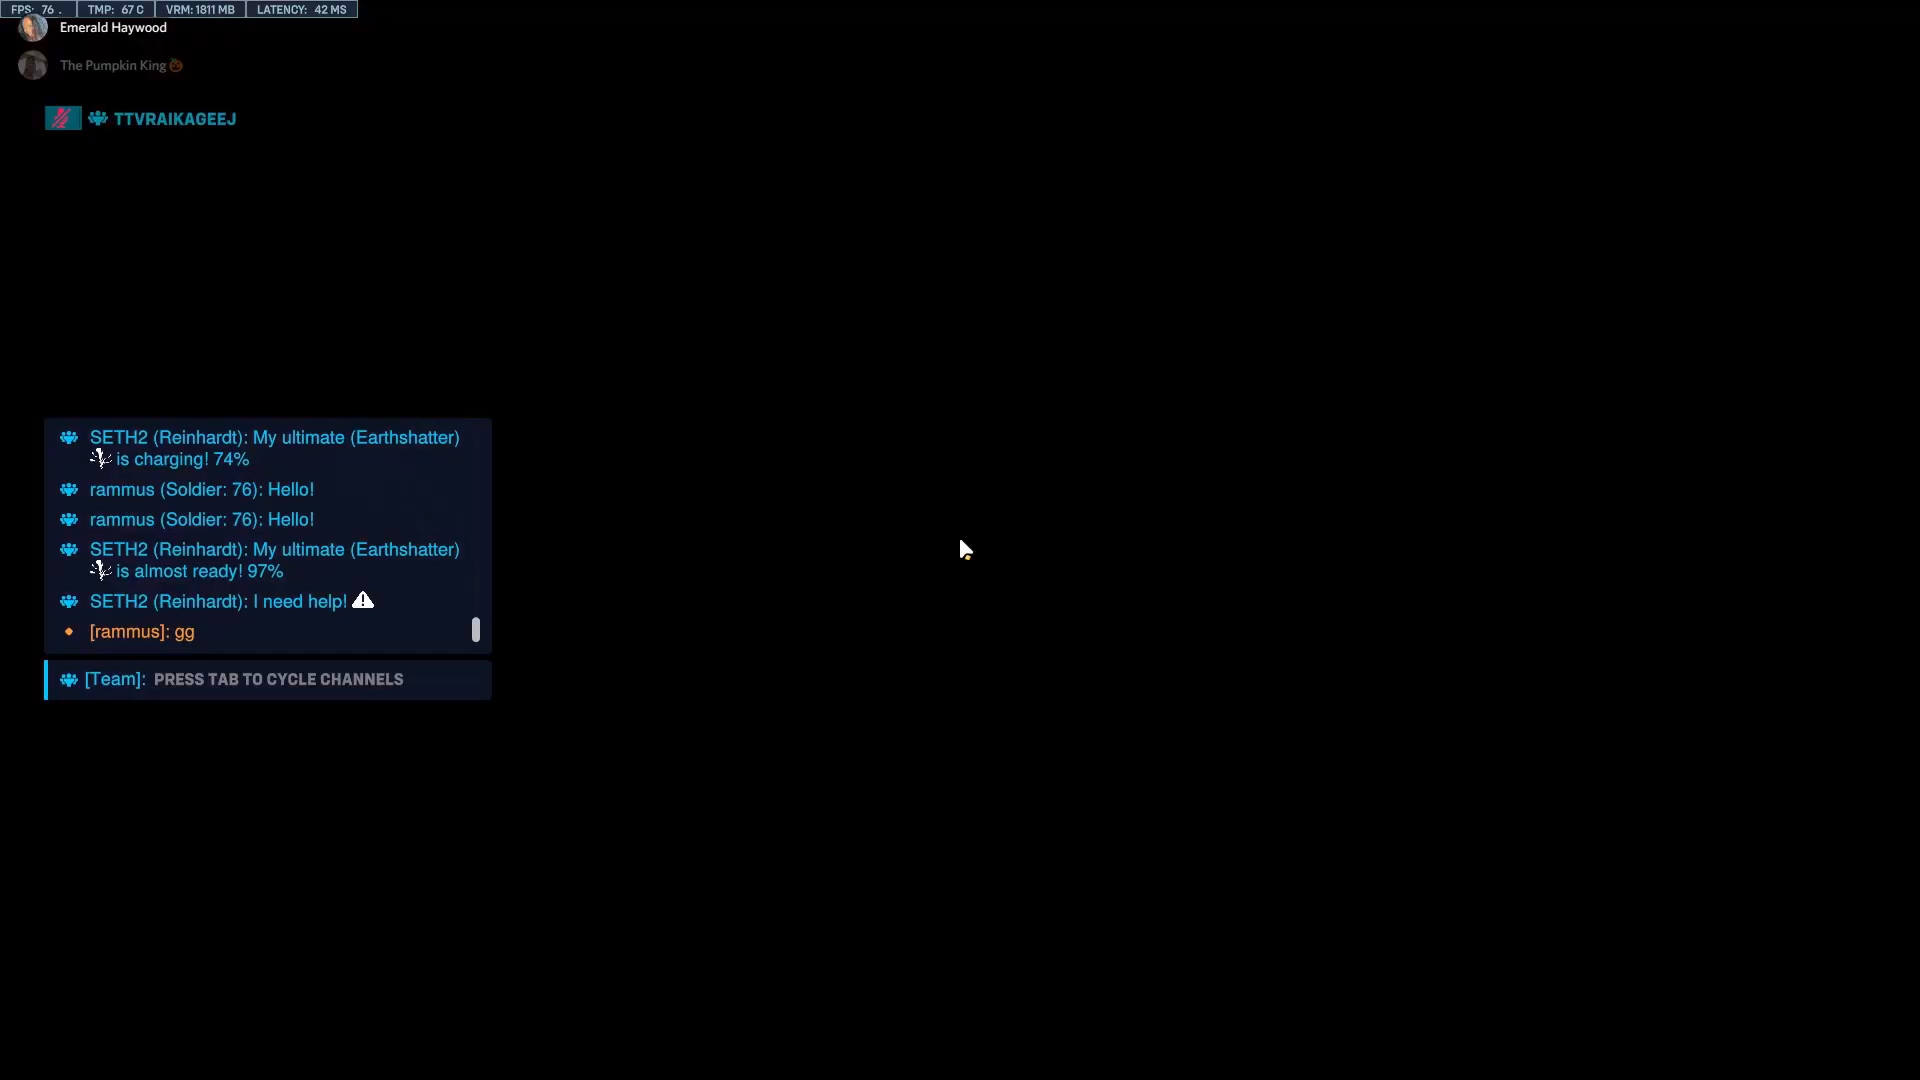 FPS: 76 TMP: 67 C VRM: 1811 MB LATENCY: 42 MS
Emerald Haywood
The Pumpkin King
TTVRAIKAGEEJ
SETH2 (Reinhardt): My ultimate (Earthshatter)
is charging! 74%
rammus (Soldier: 76): Hello!
rammus (Soldier: 76): Hello!
SETH2 (Reinhardt): My ultimate (Earthshatter)
is almost ready! 97%
SETH2 (Reinhardt): I need help!
[rammus]: gg
[Team]: PRESS TAB TO CYCLE CHANNELS